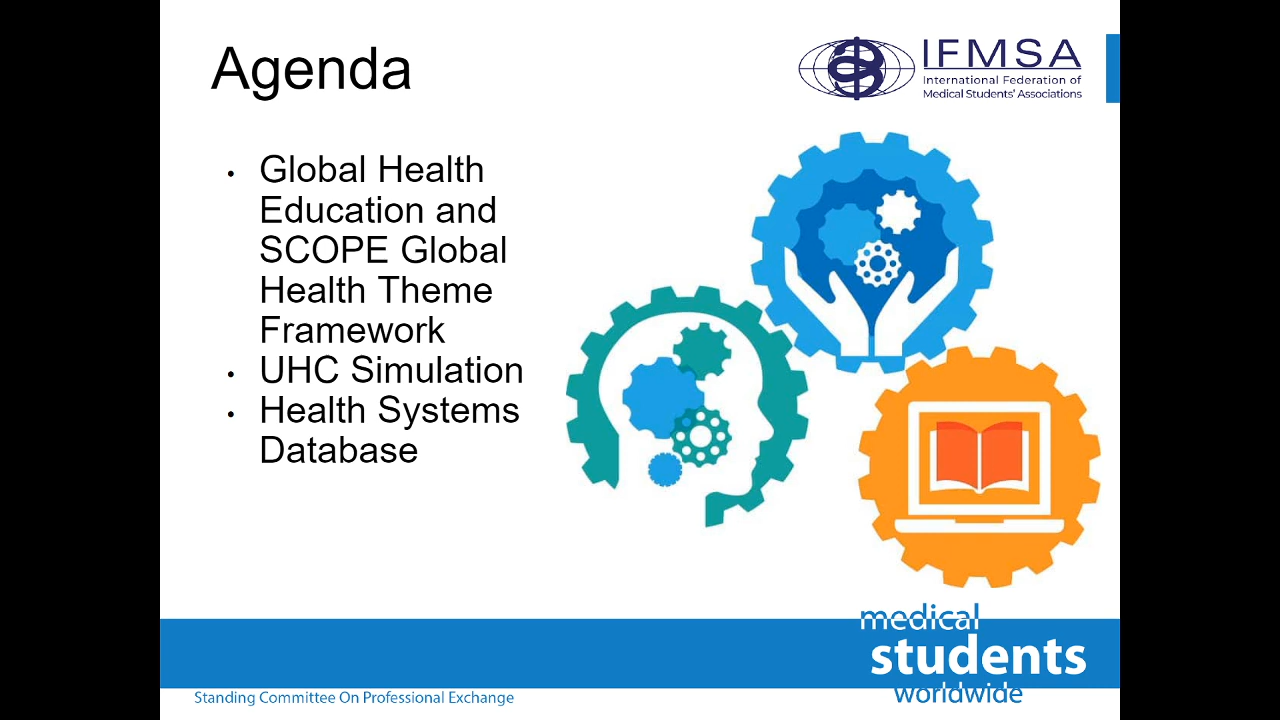 Agenda
IFMSA
International Federation of
Medical Students' Associations
• Global Health
Education and
SCOPE Global
Health Theme
Framework
• UHC Simulation
• Health Systems
Database
medical
students
worldwide
Standing Committee On Professional Exchange